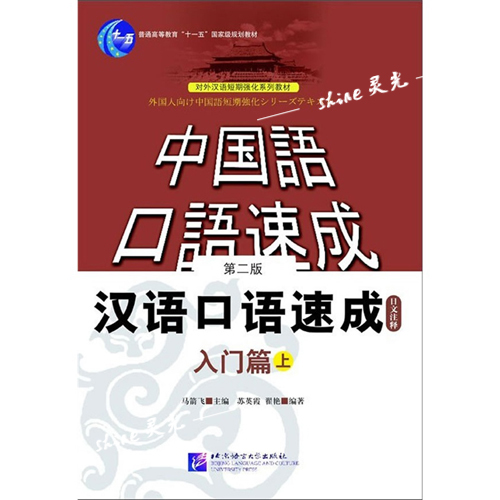 十一五
普通高等教育“十一五”国家级规划教材
对外汉语短期强化系列教材
外国人向け中国語短期強化シリーズテキ
shine 灵光
中国語
口語速成
第二版
汉语口语速成
日文注释
入门篇 上
马箭飞 主编 苏英霞 翟艳 编著
shine 灵光
北京语言大学出版社
BEIJING LANGUAGE AND CULTURE
UNIVERSITY PRESS